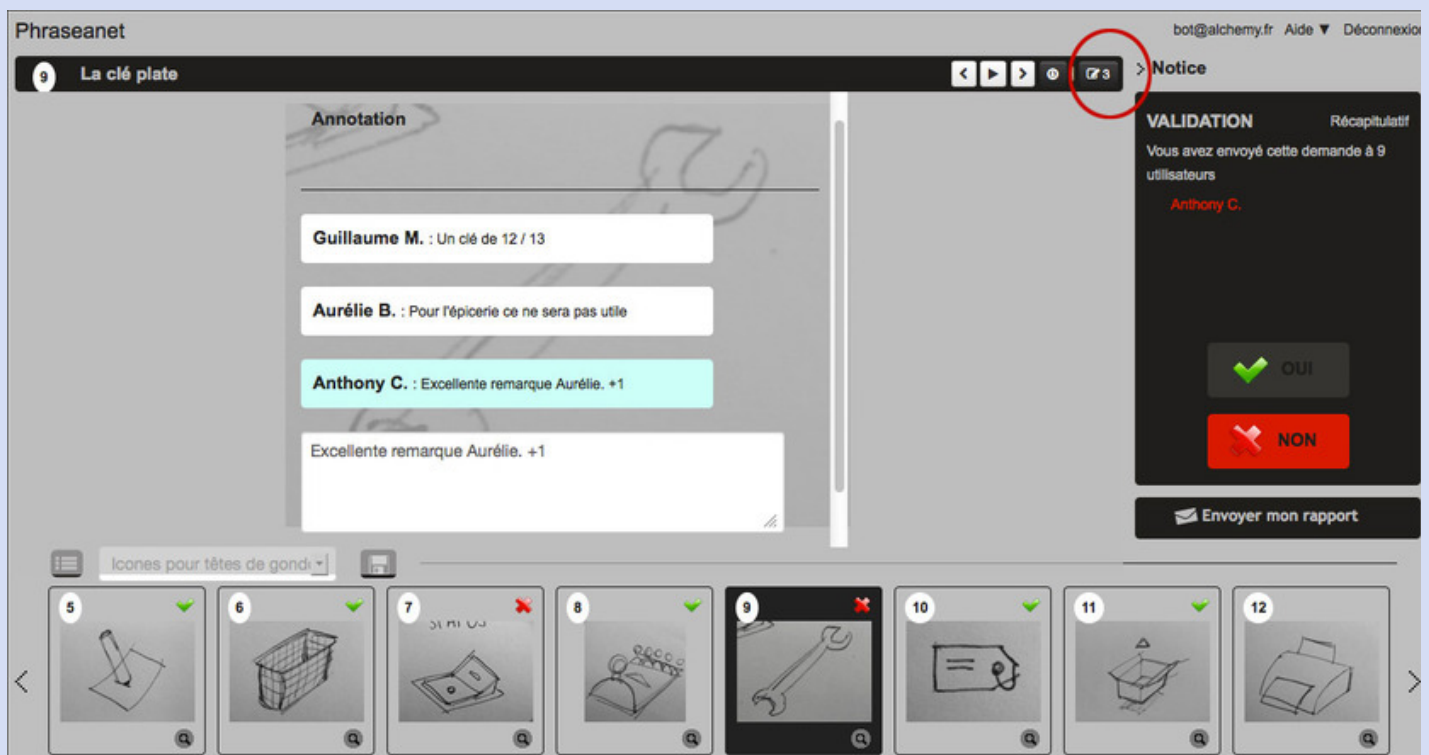 Phraseanet
bot@alchemy.fr Aide ▼ Déconnexion
9 La clé plate
3
> Notice
Annotation
Guillaume M. : Un clé de 12 / 13
Aurélie B. : Pour l'épicerie ce ne sera pas utile
Anthony C. : Excellente remarque Aurélie. +1
Excellente remarque Aurélie. +1
VALIDATION Récapitulatif
Vous avez envoyé cette demande à 9
utilisateurs
Anthony C.
OUI
NON
Envoyer mon rapport
Icones pour têtes de gond
5 6 7 8 9 10 11 12